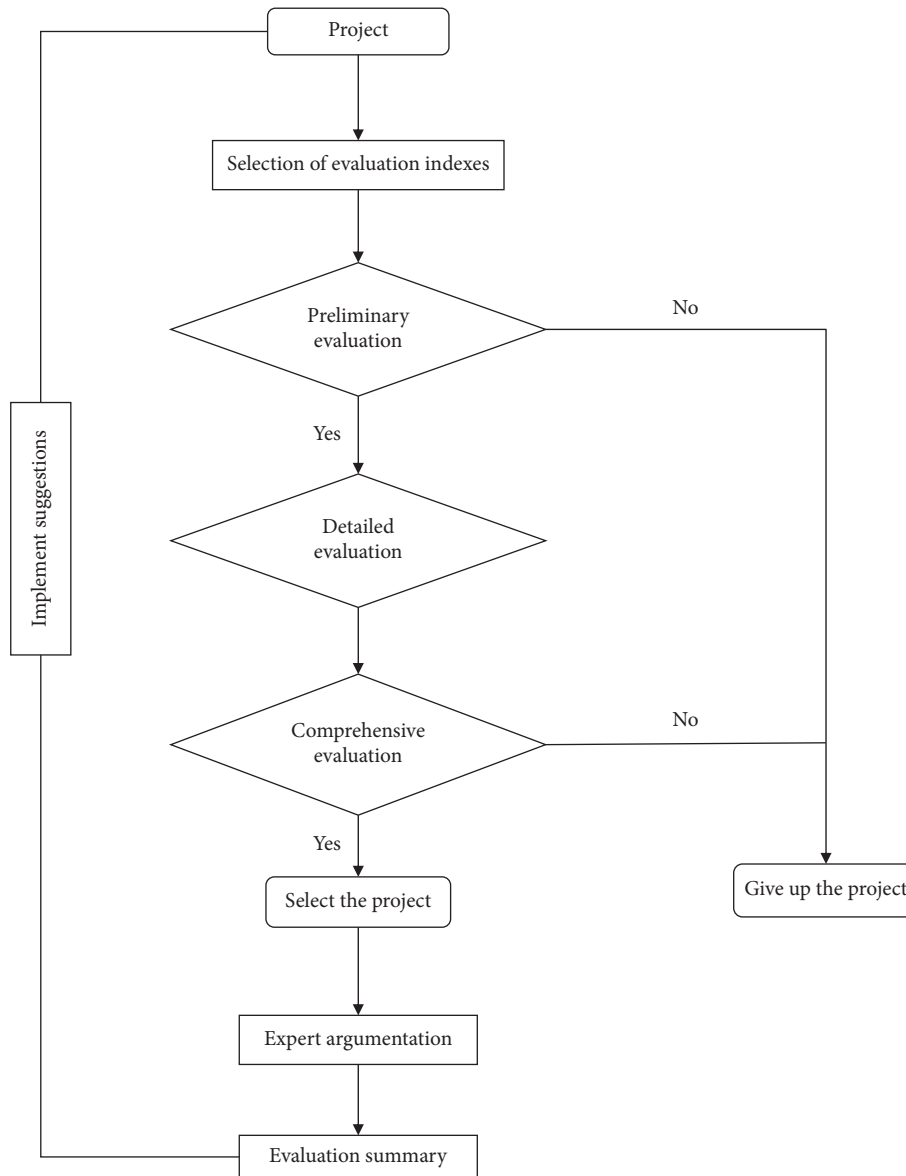 Project
Selection of evaluation indexes
Preliminary
evaluation
No
Yes
Implement suggestions
Detailed
evaluation
Comprehensive
evaluation
No
Yes
Select the project
Give up the project
Expert argumentation
Evaluation summary